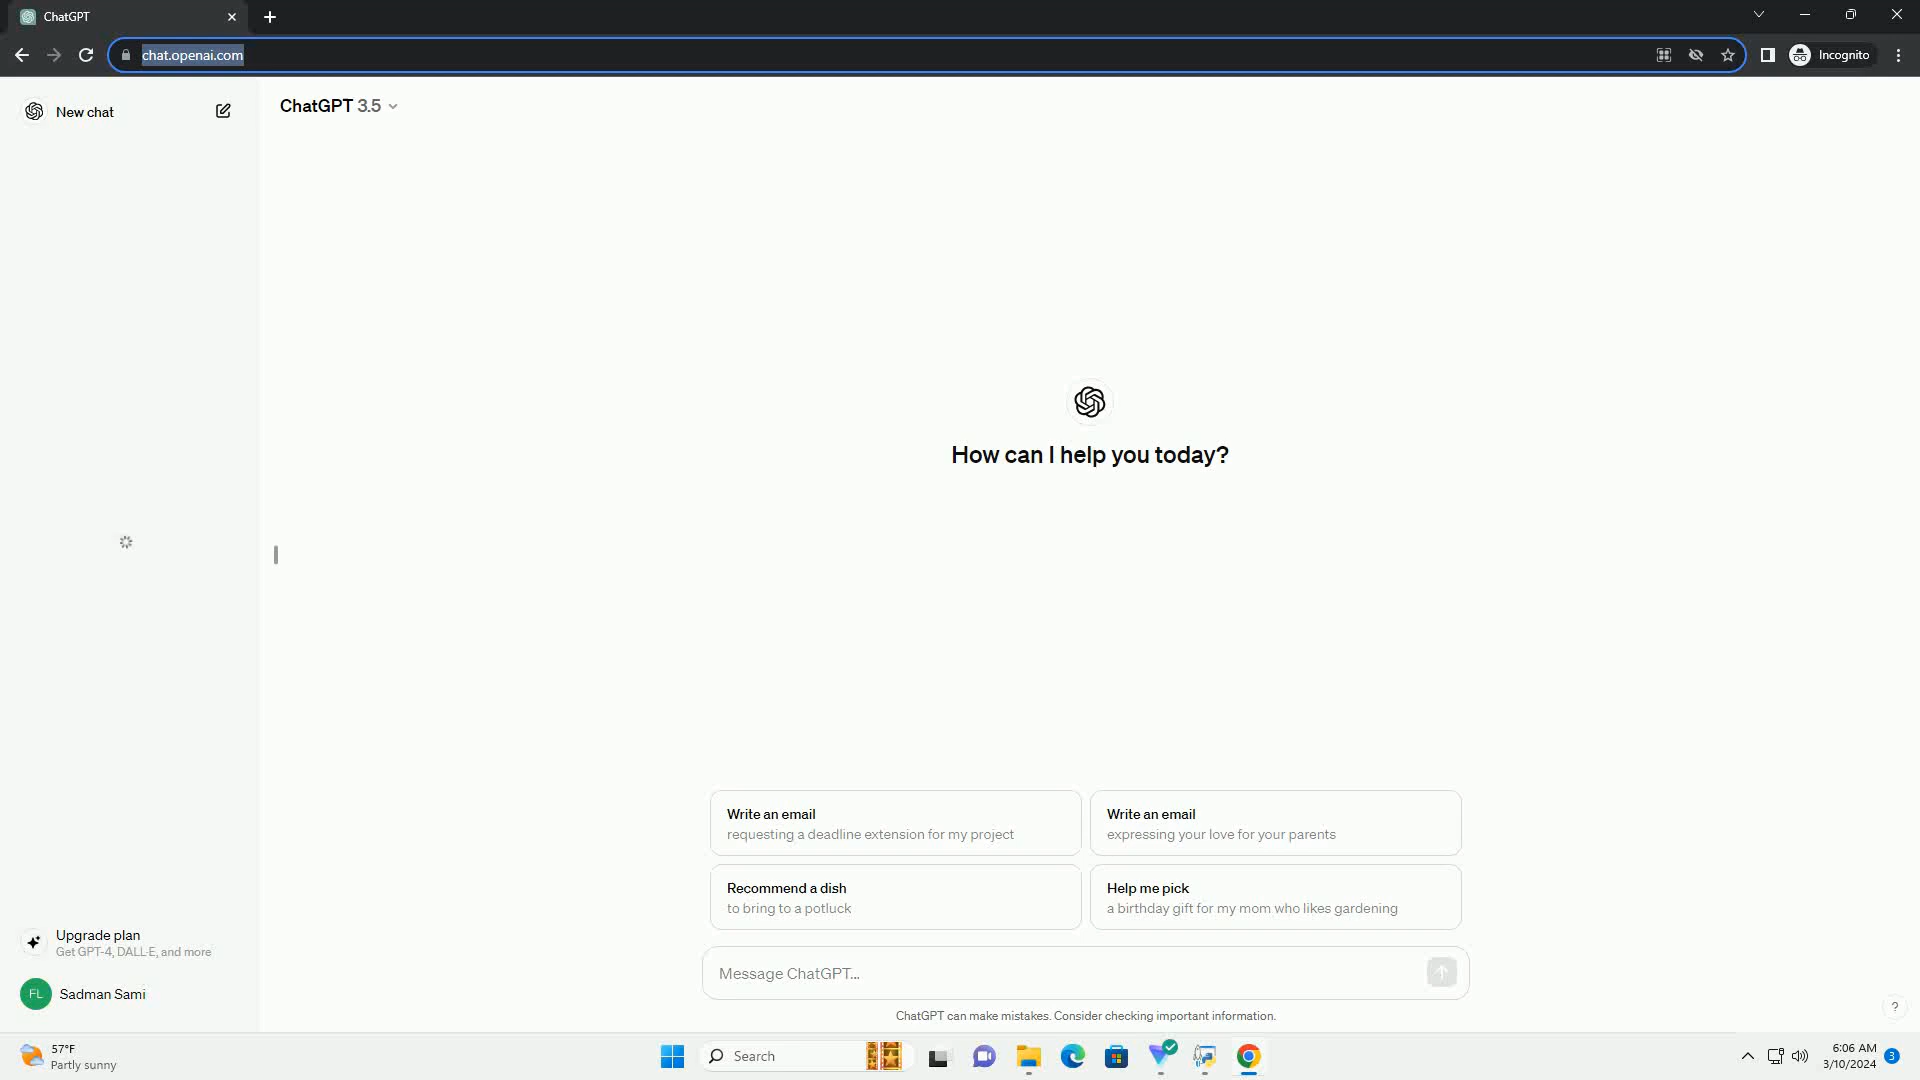 ChatGPT
chat.openai.com
Incognito
New chat
ChatGPT 3.5
How can I help you today?
Write an email
requesting a deadline extension for my project
Write an email
expressing your love for your parents
Recommend a dish
to bring to a potluck
Help me pick
a birthday gift for my mom who likes gardening
Upgrade plan
Get GPT-4, DALL·E, and more
FL
Sadman Sami
Message ChatGPT...
ChatGPT can make mistakes. Consider checking important information.
?
57°F
Partly sunny
Search
6:06 AM
3/10/2024
3